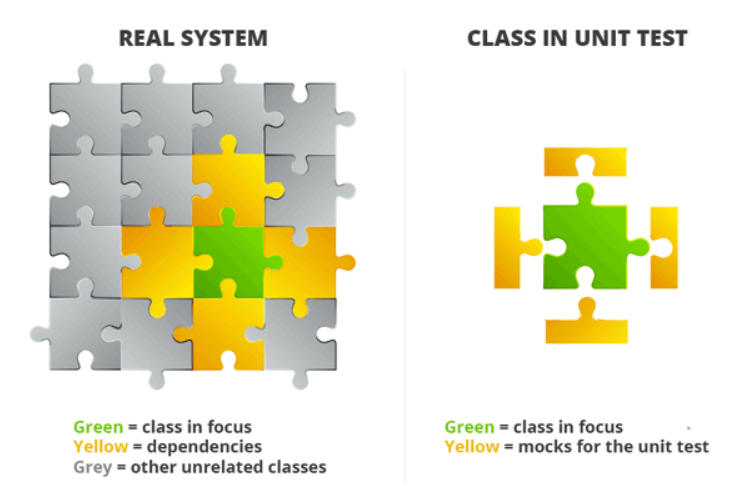 REAL SYSTEM
CLASS IN UNIT TEST
Green = class in focus
Yellow = dependencies
Grey = other unrelated classes
Green = class in focus
Yellow = mocks for the unit test